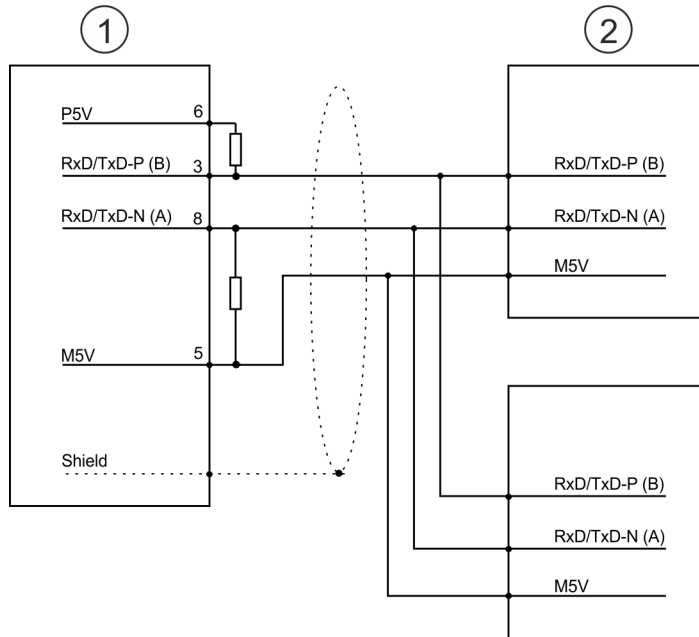 1
2
P5V 6
RxD/TxD-P (B) 3
RxD/TxD-N (A) 8
M5V 5
Shield
RxD/TxD-P (B)
RxD/TxD-N (A)
M5V
RxD/TxD-P (B)
RxD/TxD-N (A)
M5V